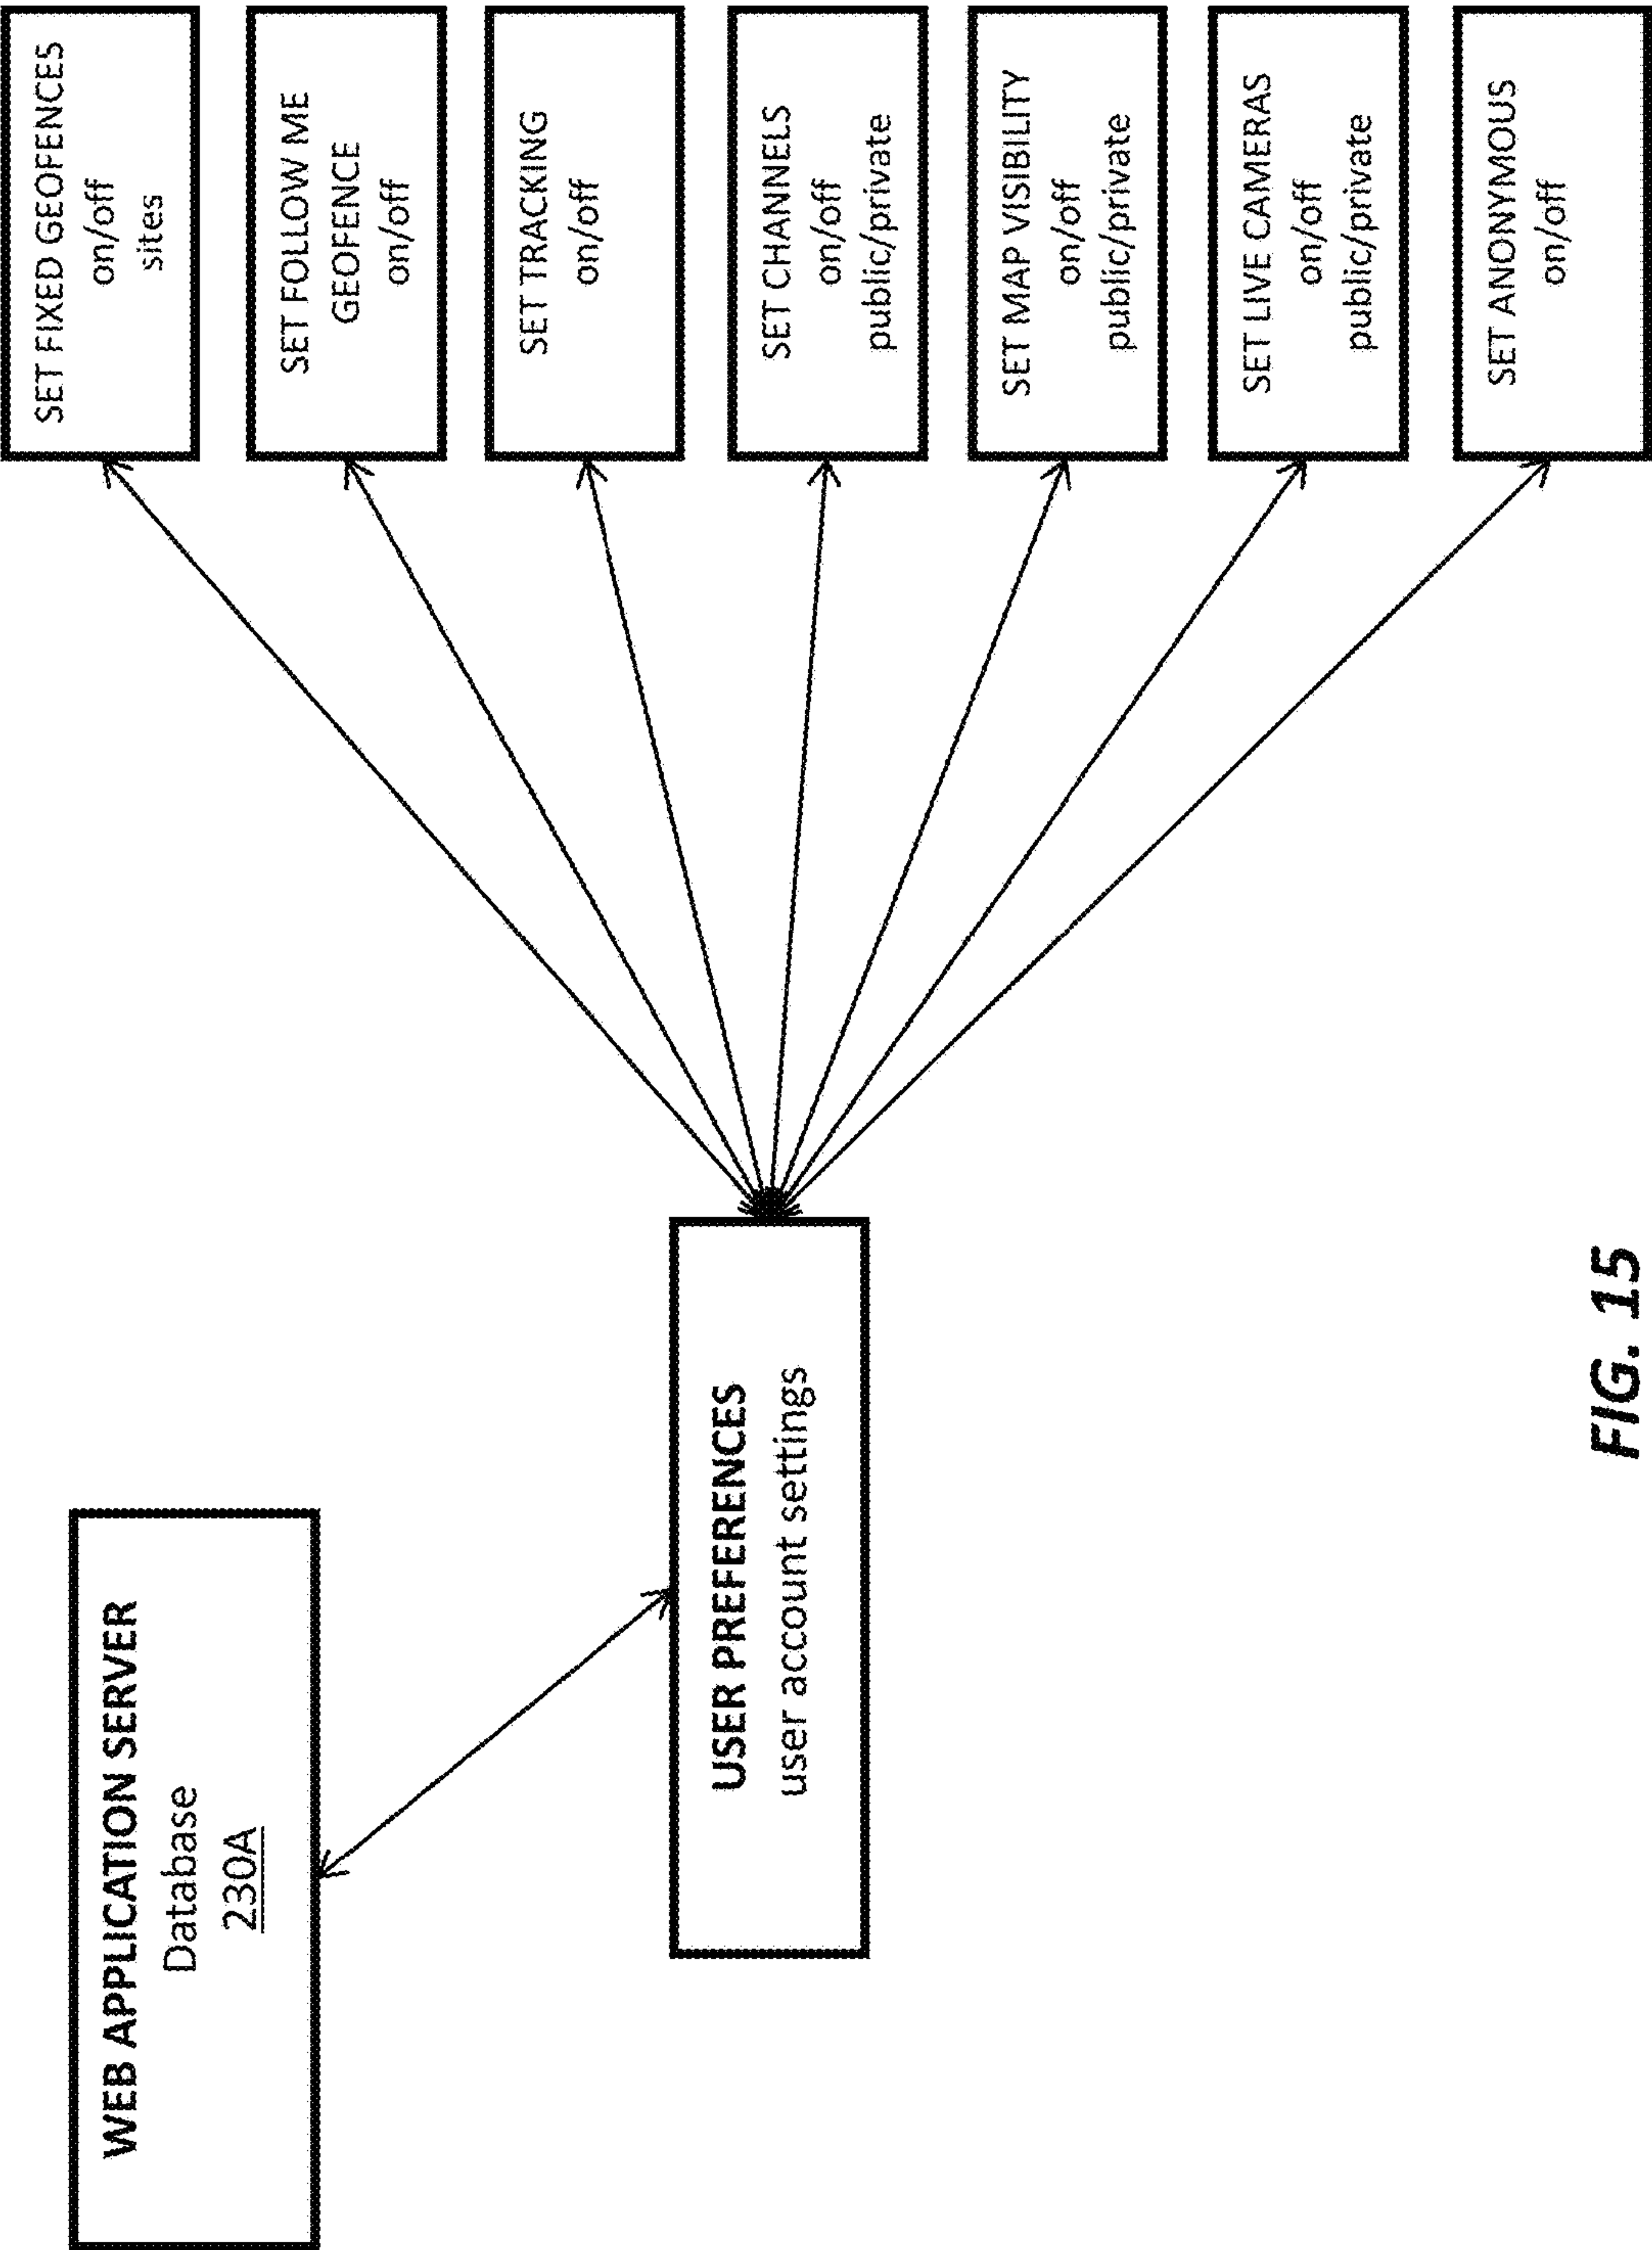 WEB APPLICATION SERVER
Database
230A
USER PREFERENCES
user account settings
SET FIXED GEOFENCES
on/off
sites
SET FOLLOW ME
GEOFENCE
on/off
SET TRACKING
on/off
SET CHANNELS
on/off
public/private
SET MAP VISIBILITY
on/off
public/private
SET LIVE CAMERAS
on/off
public/private
SET ANONYMOUS
on/off
FIG. 15